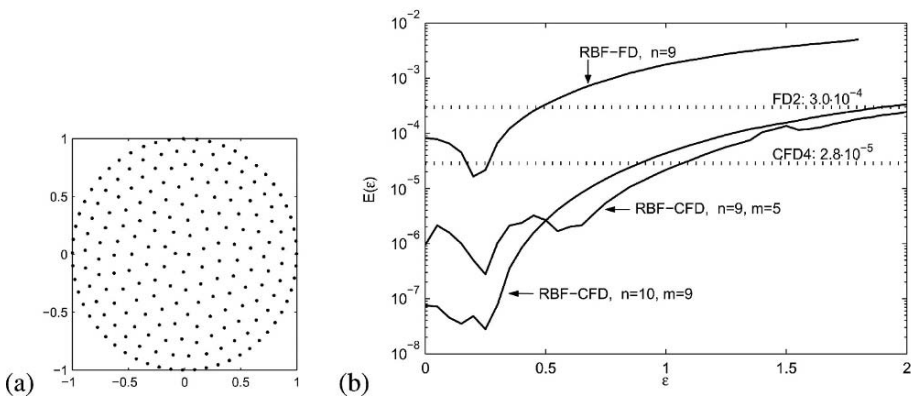 (a)
1
0.5
0
−0.5
−1
−1 −0.5 0 0.5 1
(b)
E(ε)
10⁻²
10⁻³
10⁻⁴
10⁻⁵
10⁻⁶
10⁻⁷
10⁻⁸
RBF−FD, n=9
FD2: 3.0·10⁻⁴
CFD4: 2.8·10⁻⁵
RBF−CFD, n=9, m=5
RBF−CFD, n=10, m=9
0 0.5 1 1.5 2
ε